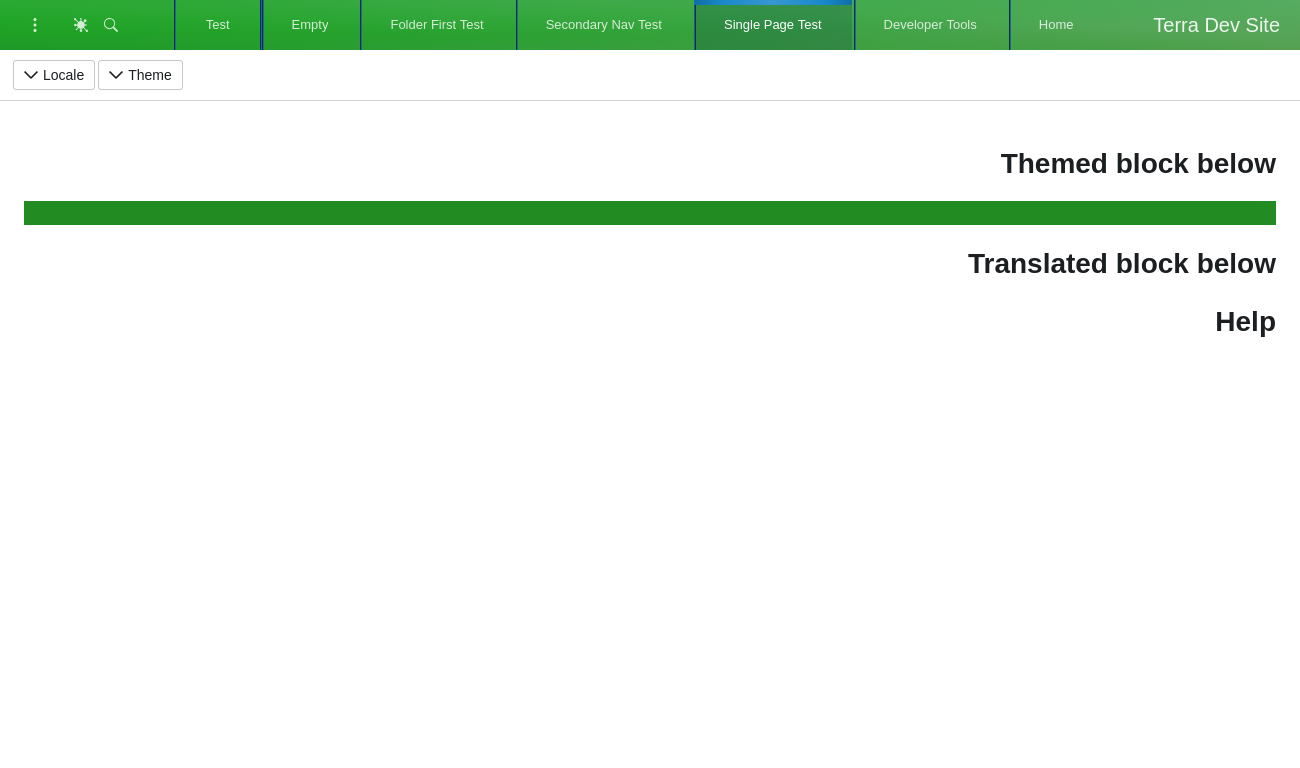 Test Empty Folder First Test Secondary Nav Test Single Page Test Developer Tools Home Terra Dev Site
Locale Theme
Themed block below
Translated block below
Help